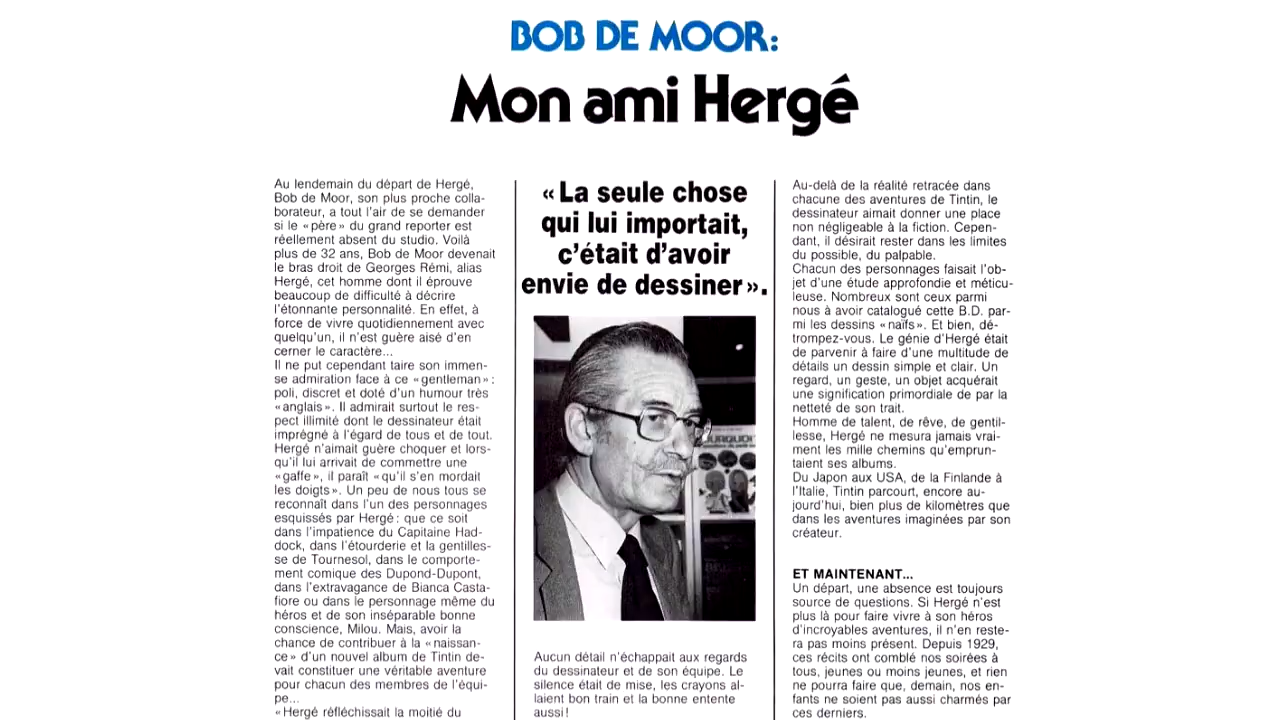 BOB DE MOOR:
Mon ami Hergé
Au lendemain du départ de Hergé,
Bob de Moor, son plus proche colla-
borateur, a tout l'air de se demander
si le «père» du grand reporter est
réellement absent du studio. Voilà
plus de 32 ans, Bob de Moor devenait
le bras droit de Georges Rémi, alias
Hergé, cet homme dont il éprouve
beaucoup de difficulté à décrire
l'étonnante personnalité. En effet, à
force de vivre quotidiennement avec
quelqu'un, il n'est guère aisé d'en
cerner le caractère...
Il ne put cependant taire son immen-
se admiration face à ce «gentleman»:
poli, discret et doté d'un humour très
«anglais». Il admirait surtout le res-
pect illimité dont le dessinateur était
imprégné à l'égard de tous et de tout.
Hergé n'aimait guère choquer et lors-
qu'il lui arrivait de commettre une
«gaffe», il paraît «qu'il s'en mordait
les doigts». Un peu de nous tous se
reconnaît dans l'un des personnages
esquissés par Hergé: que ce soit
dans l'impatience du Capitaine Had-
dock, dans l'étourderie et la gentilles-
se de Tournesol, dans le comporte-
ment comique des Dupond-Dupont,
dans l'extravagance de Bianca Casta-
fiore ou dans le personnage même du
héros et de son inséparable bonne
conscience, Milou. Mais, avoir la
chance de contribuer à la «naissan-
ce» d'un nouvel album de Tintin de-
vait constituer une véritable aventure
pour chacun des membres de l'équi-
pe...
«Hergé réfléchissait la moitié du
«La seule chose
qui lui importait,
c'était d'avoir
envie de dessiner».
Aucun détail n'échappait aux regards
du dessinateur et de son équipe. Le
silence était de mise, les crayons al-
laient bon train et la bonne entente
aussi!
Au-delà de la réalité retracée dans
chacune des aventures de Tintin, le
dessinateur aimait donner une place
non négligeable à la fiction. Cepen-
dant, il désirait rester dans les limites
du possible, du palpable.
Chacun des personnages faisait l'ob-
jet d'une étude approfondie et méticu-
leuse. Nombreux sont ceux parmi
nous à avoir catalogué cette B.D. par-
mi les dessins «naïfs». Et bien, dé-
trompez-vous. Le génie d'Hergé était
de parvenir à faire d'une multitude de
détails un dessin simple et clair. Un
regard, un geste, un objet acquérait
une signification primordiale de par la
netteté de son trait.
Homme de talent, de rêve, de gentil-
lesse, Hergé ne mesura jamais vrai-
ment les mille chemins qu'emprun-
taient ses albums.
Du Japon aux USA, de la Finlande à
l'Italie, Tintin parcourt, encore au-
jourd'hui, bien plus de kilomètres que
dans les aventures imaginées par son
créateur.
ET MAINTENANT...
Un départ, une absence est toujours
source de questions. Si Hergé n'est
plus là pour faire vivre à son héros
d'incroyables aventures, il n'en reste-
ra pas moins présent. Depuis 1929,
ces récits ont comblé nos soirées à
tous, jeunes ou moins jeunes, et rien
ne pourra faire que, demain, nos en-
fants ne soient pas aussi charmés par
ces derniers.